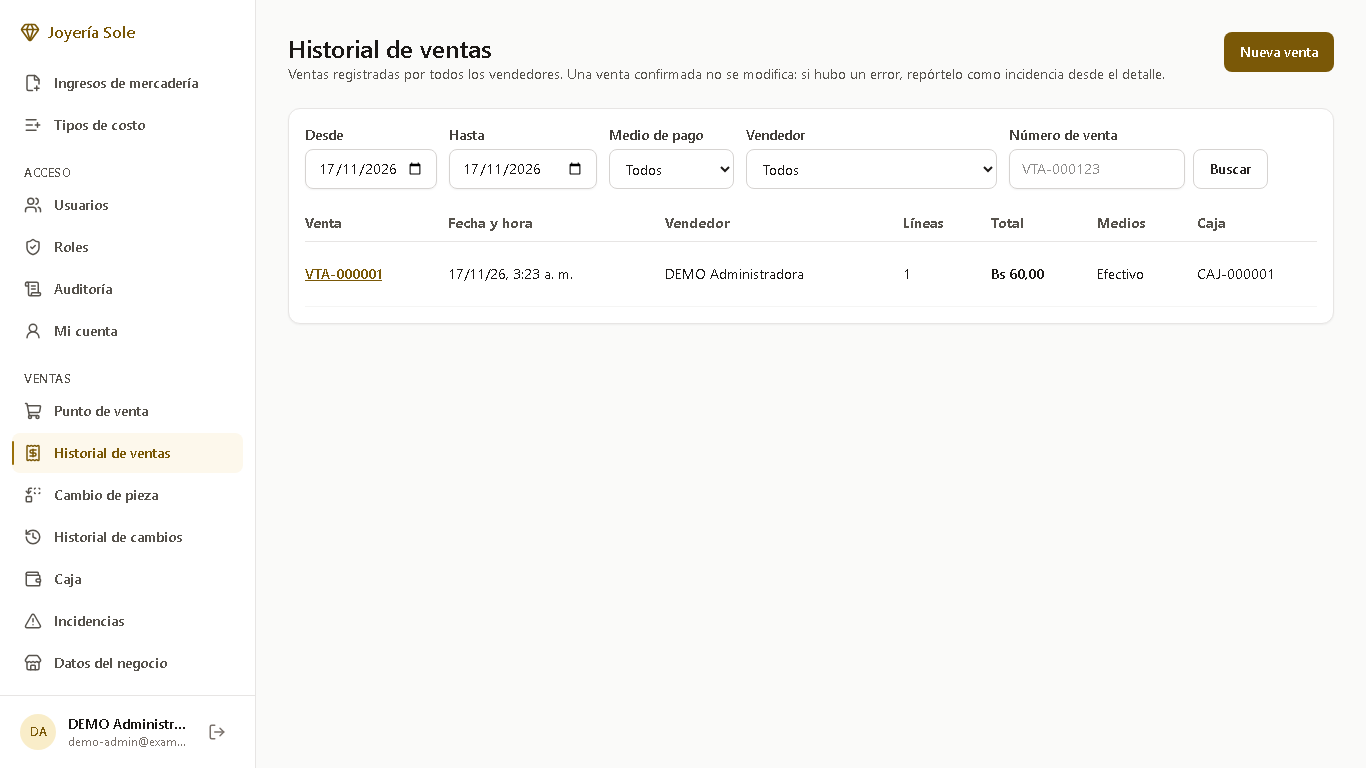 Joyería Sole
Ingresos de mercadería
Tipos de costo
ACCESO
Usuarios
Roles
Auditoría
Mi cuenta
VENTAS
Punto de venta
Historial de ventas
Cambio de pieza
Historial de cambios
Caja
Incidencias
Datos del negocio
DA
DEMO Administr...
demo-admin@exam...
Historial de ventas
Ventas registradas por todos los vendedores. Una venta confirmada no se modifica: si hubo un error, repórtelo como incidencia desde el detalle.
Nueva venta
Desde Hasta Medio de pago Vendedor Número de venta
17/11/2026 17/11/2026 Todos Todos VTA-000123 Buscar
Venta Fecha y hora Vendedor Líneas Total Medios Caja
VTA-000001 17/11/26, 3:23 a. m. DEMO Administradora 1 Bs 60,00 Efectivo CAJ-000001